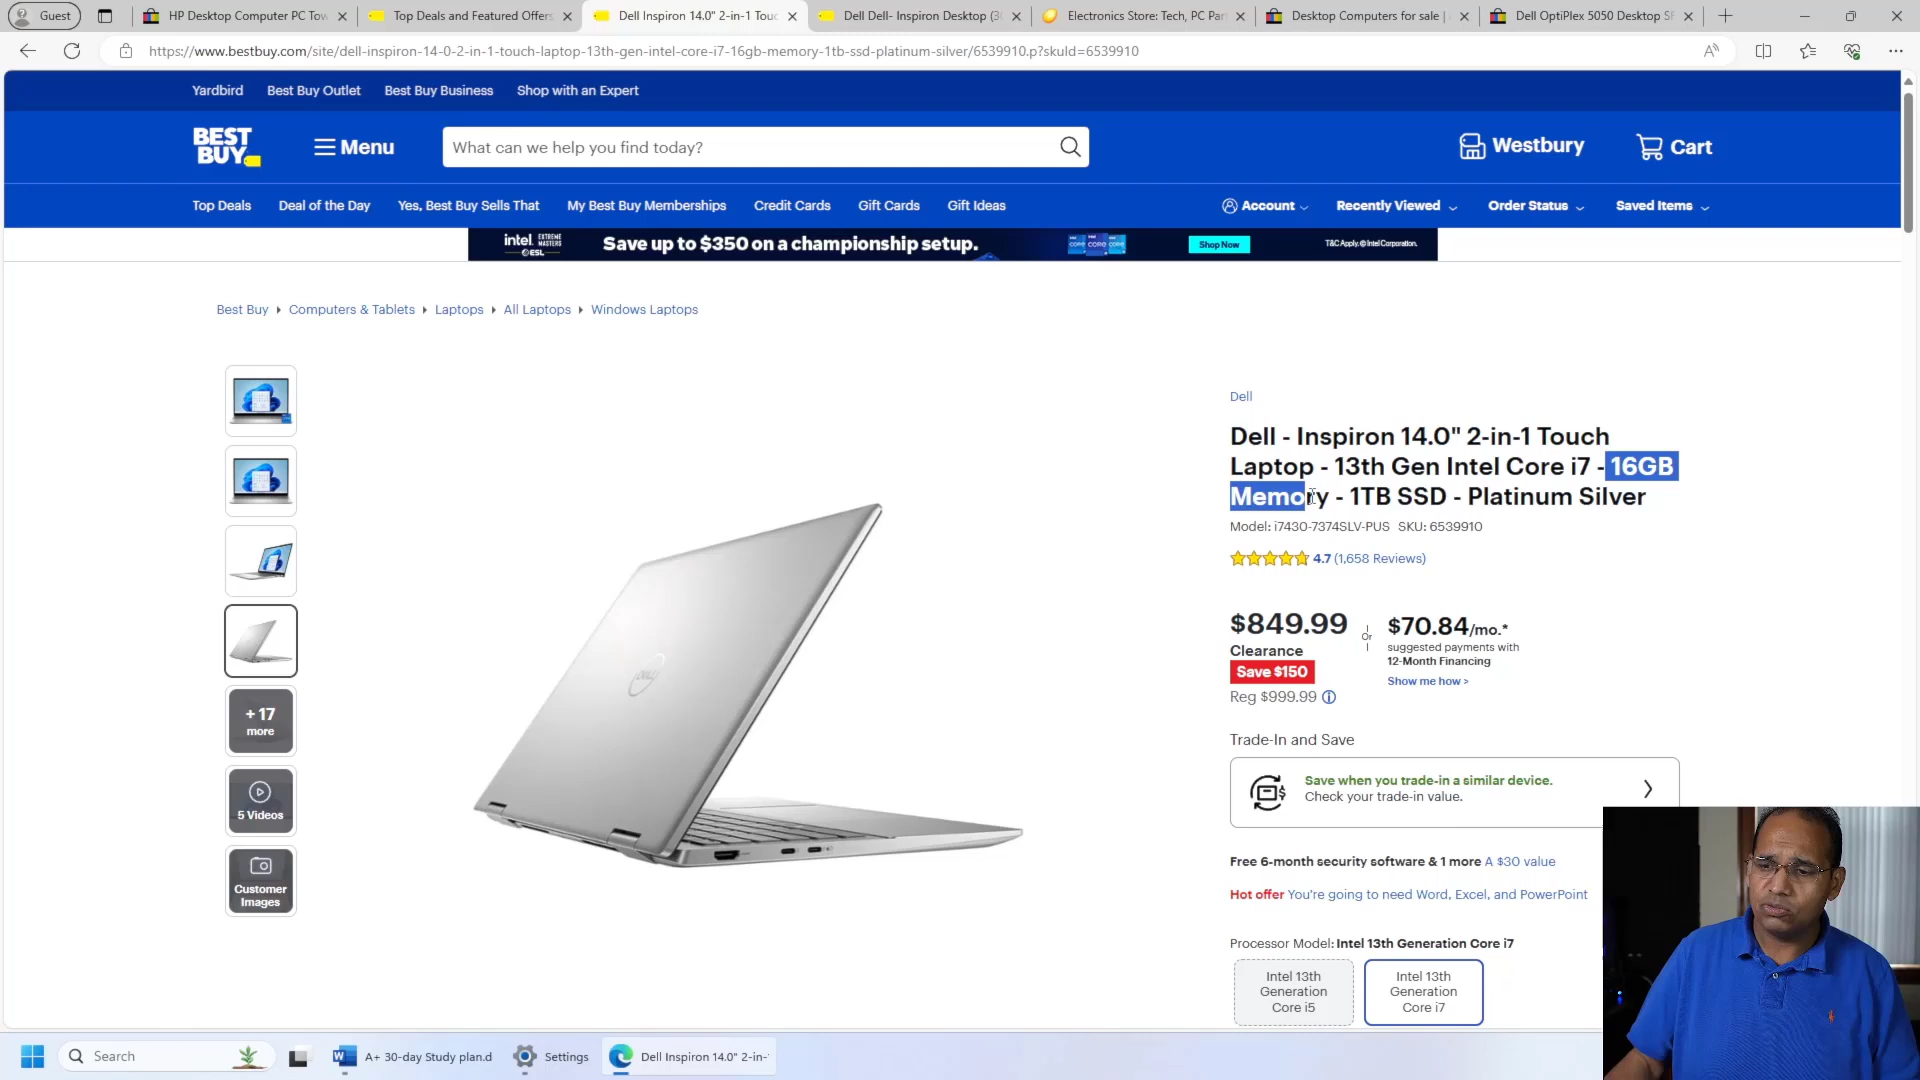 Guest
HP Desktop Computer PC Tow
Top Deals and Featured Offers
Dell Inspiron 14.0" 2-in-1 Touc
Dell Dell- Inspiron Desktop (3
Electronics Store: Tech, PC Par
Desktop Computers for sale |
Dell OptiPlex 5050 Desktop SF
https://www.bestbuy.com/site/dell-inspiron-14-0-2-in-1-touch-laptop-13th-gen-intel-core-i7-16gb-memory-1tb-ssd-platinum-silver/6539910.p?skuId=6539910
Yardbird Best Buy Outlet Best Buy Business Shop with an Expert
BEST
BUY
Menu
What can we help you find today?
Westbury
Cart
Top Deals Deal of the Day Yes, Best Buy Sells That My Best Buy Memberships Credit Cards Gift Cards Gift Ideas
Account Recently Viewed Order Status Saved Items
intel. EXTREME MASTERS
ESL
Save up to $350 on a championship setup.
CORE CORE CORE
Shop Now
T&C Apply. © Intel Corporation.
Best Buy Computers & Tablets Laptops All Laptops Windows Laptops
+ 17
more
5 Videos
Customer
Images
DELL
Dell
Dell - Inspiron 14.0" 2-in-1 Touch
Laptop - 13th Gen Intel Core i7 - 16GB
Memory - 1TB SSD - Platinum Silver
Model: i7430-7374SLV-PUS SKU: 6539910
4.7 (1,658 Reviews)
$849.99
Clearance
Save $150
Reg $999.99
Or
$70.84/mo.*
suggested payments with
12-Month Financing
Show me how >
Trade-In and Save
Save when you trade-in a similar device.
Check your trade-in value.
Free 6-month security software & 1 more A $30 value
Hot offer You're going to need Word, Excel, and PowerPoint
Processor Model: Intel 13th Generation Core i7
Intel 13th
Generation
Core i5
Intel 13th
Generation
Core i7
Search
A+ 30-day Study plan.d
Settings
Dell Inspiron 14.0" 2-in-